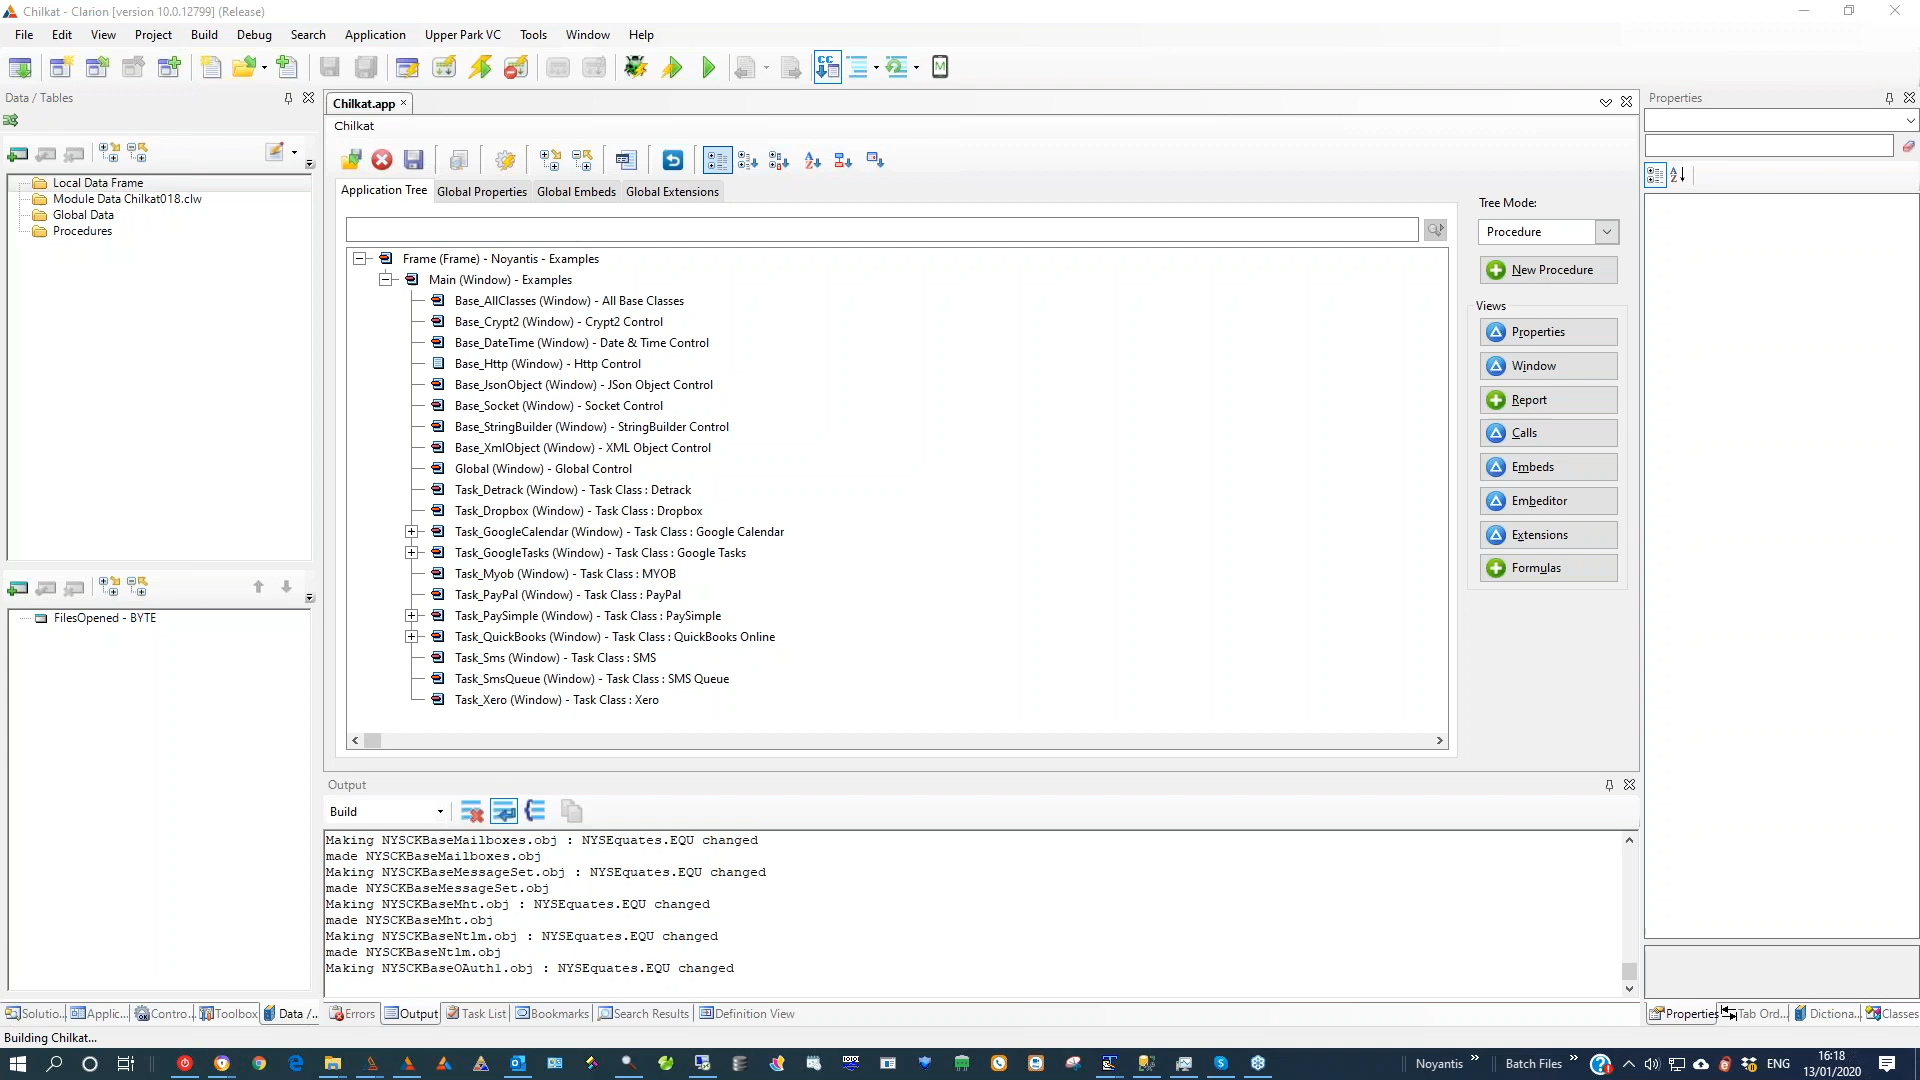 Chilkat - Clarion [version 10.0.12799] (Release)
File Edit View Project Build Debug Search Application Upper Park VC Tools Window Help
Data / Tables
Local Data Frame
Module Data Chilkat018.clw
Global Data
Procedures
FilesOpened - BYTE
Chilkat.app
Chilkat
Application Tree Global Properties Global Embeds Global Extensions
Frame (Frame) - Noyantis - Examples
Main (Window) - Examples
Base_AllClasses (Window) - All Base Classes
Base_Crypt2 (Window) - Crypt2 Control
Base_DateTime (Window) - Date & Time Control
Base_Http (Window) - Http Control
Base_JsonObject (Window) - JSon Object Control
Base_Socket (Window) - Socket Control
Base_StringBuilder (Window) - StringBuilder Control
Base_XmlObject (Window) - XML Object Control
Global (Window) - Global Control
Task_Detrack (Window) - Task Class : Detrack
Task_Dropbox (Window) - Task Class : Dropbox
Task_GoogleCalendar (Window) - Task Class : Google Calendar
Task_GoogleTasks (Window) - Task Class : Google Tasks
Task_Myob (Window) - Task Class : MYOB
Task_PayPal (Window) - Task Class : PayPal
Task_PaySimple (Window) - Task Class : PaySimple
Task_QuickBooks (Window) - Task Class : QuickBooks Online
Task_Sms (Window) - Task Class : SMS
Task_SmsQueue (Window) - Task Class : SMS Queue
Task_Xero (Window) - Task Class : Xero
Tree Mode:
Procedure
New Procedure
Views
Properties
Window
Report
Calls
Embeds
Embeditor
Extensions
Formulas
Properties
Output
Build
Making NYSCKBaseMailboxes.obj : NYSEquates.EQU changed
made NYSCKBaseMailboxes.obj
Making NYSCKBaseMessageSet.obj : NYSEquates.EQU changed
made NYSCKBaseMessageSet.obj
Making NYSCKBaseMht.obj : NYSEquates.EQU changed
made NYSCKBaseMht.obj
Making NYSCKBaseNtlm.obj : NYSEquates.EQU changed
made NYSCKBaseNtlm.obj
Making NYSCKBaseOAuth1.obj : NYSEquates.EQU changed
Solutio... Applic... Contro... Toolbox Data /... Errors Output Task List Bookmarks Search Results Definition View Properties Tab Ord... Dictiona... Classes
Building Chilkat...
Noyantis Batch Files ENG 16:18
13/01/2020